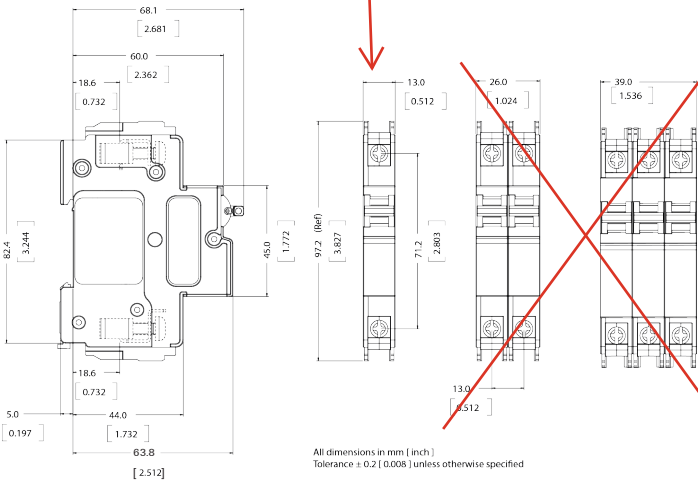 68.1
[ 2.681 ]
60.0
[ 2.362 ]
18.6
[ 0.732 ]
13.0
[ 0.512 ]
26.0
[ 1.024 ]
39.0
[ 1.536 ]
82.4
[ 3.244 ]
45.0
[ 1.772 ]
97.2 (Ref)
[ 3.827 ]
71.2
[ 2.803 ]
18.6
[ 0.732 ]
13.0
[ 0.512 ]
5.0
[ 0.197 ]
44.0
[ 1.732 ]
63.8
[ 2.512]
All dimensions in mm [ inch ]
Tolerance ± 0.2 [ 0.008 ] unless otherwise specified